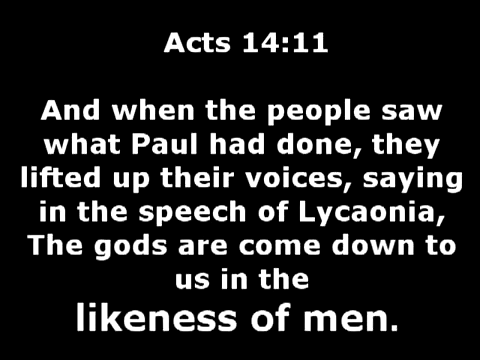 Acts 14:11
And when the people saw
what Paul had done, they
lifted up their voices, saying
in the speech of Lycaonia,
The gods are come down to
us in the
likeness of men.